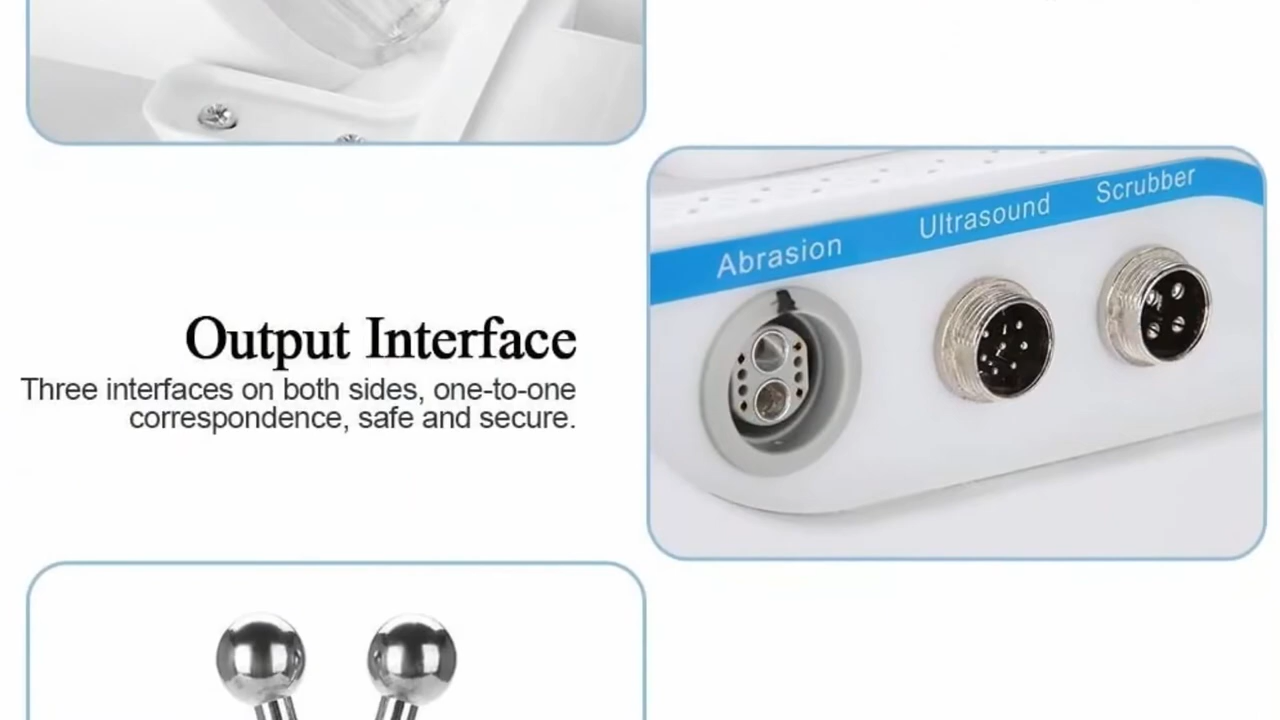 Output Interface
Three interfaces on both sides, one-to-one
correspondence, safe and secure.
Abrasion
Ultrasound
Scrubber